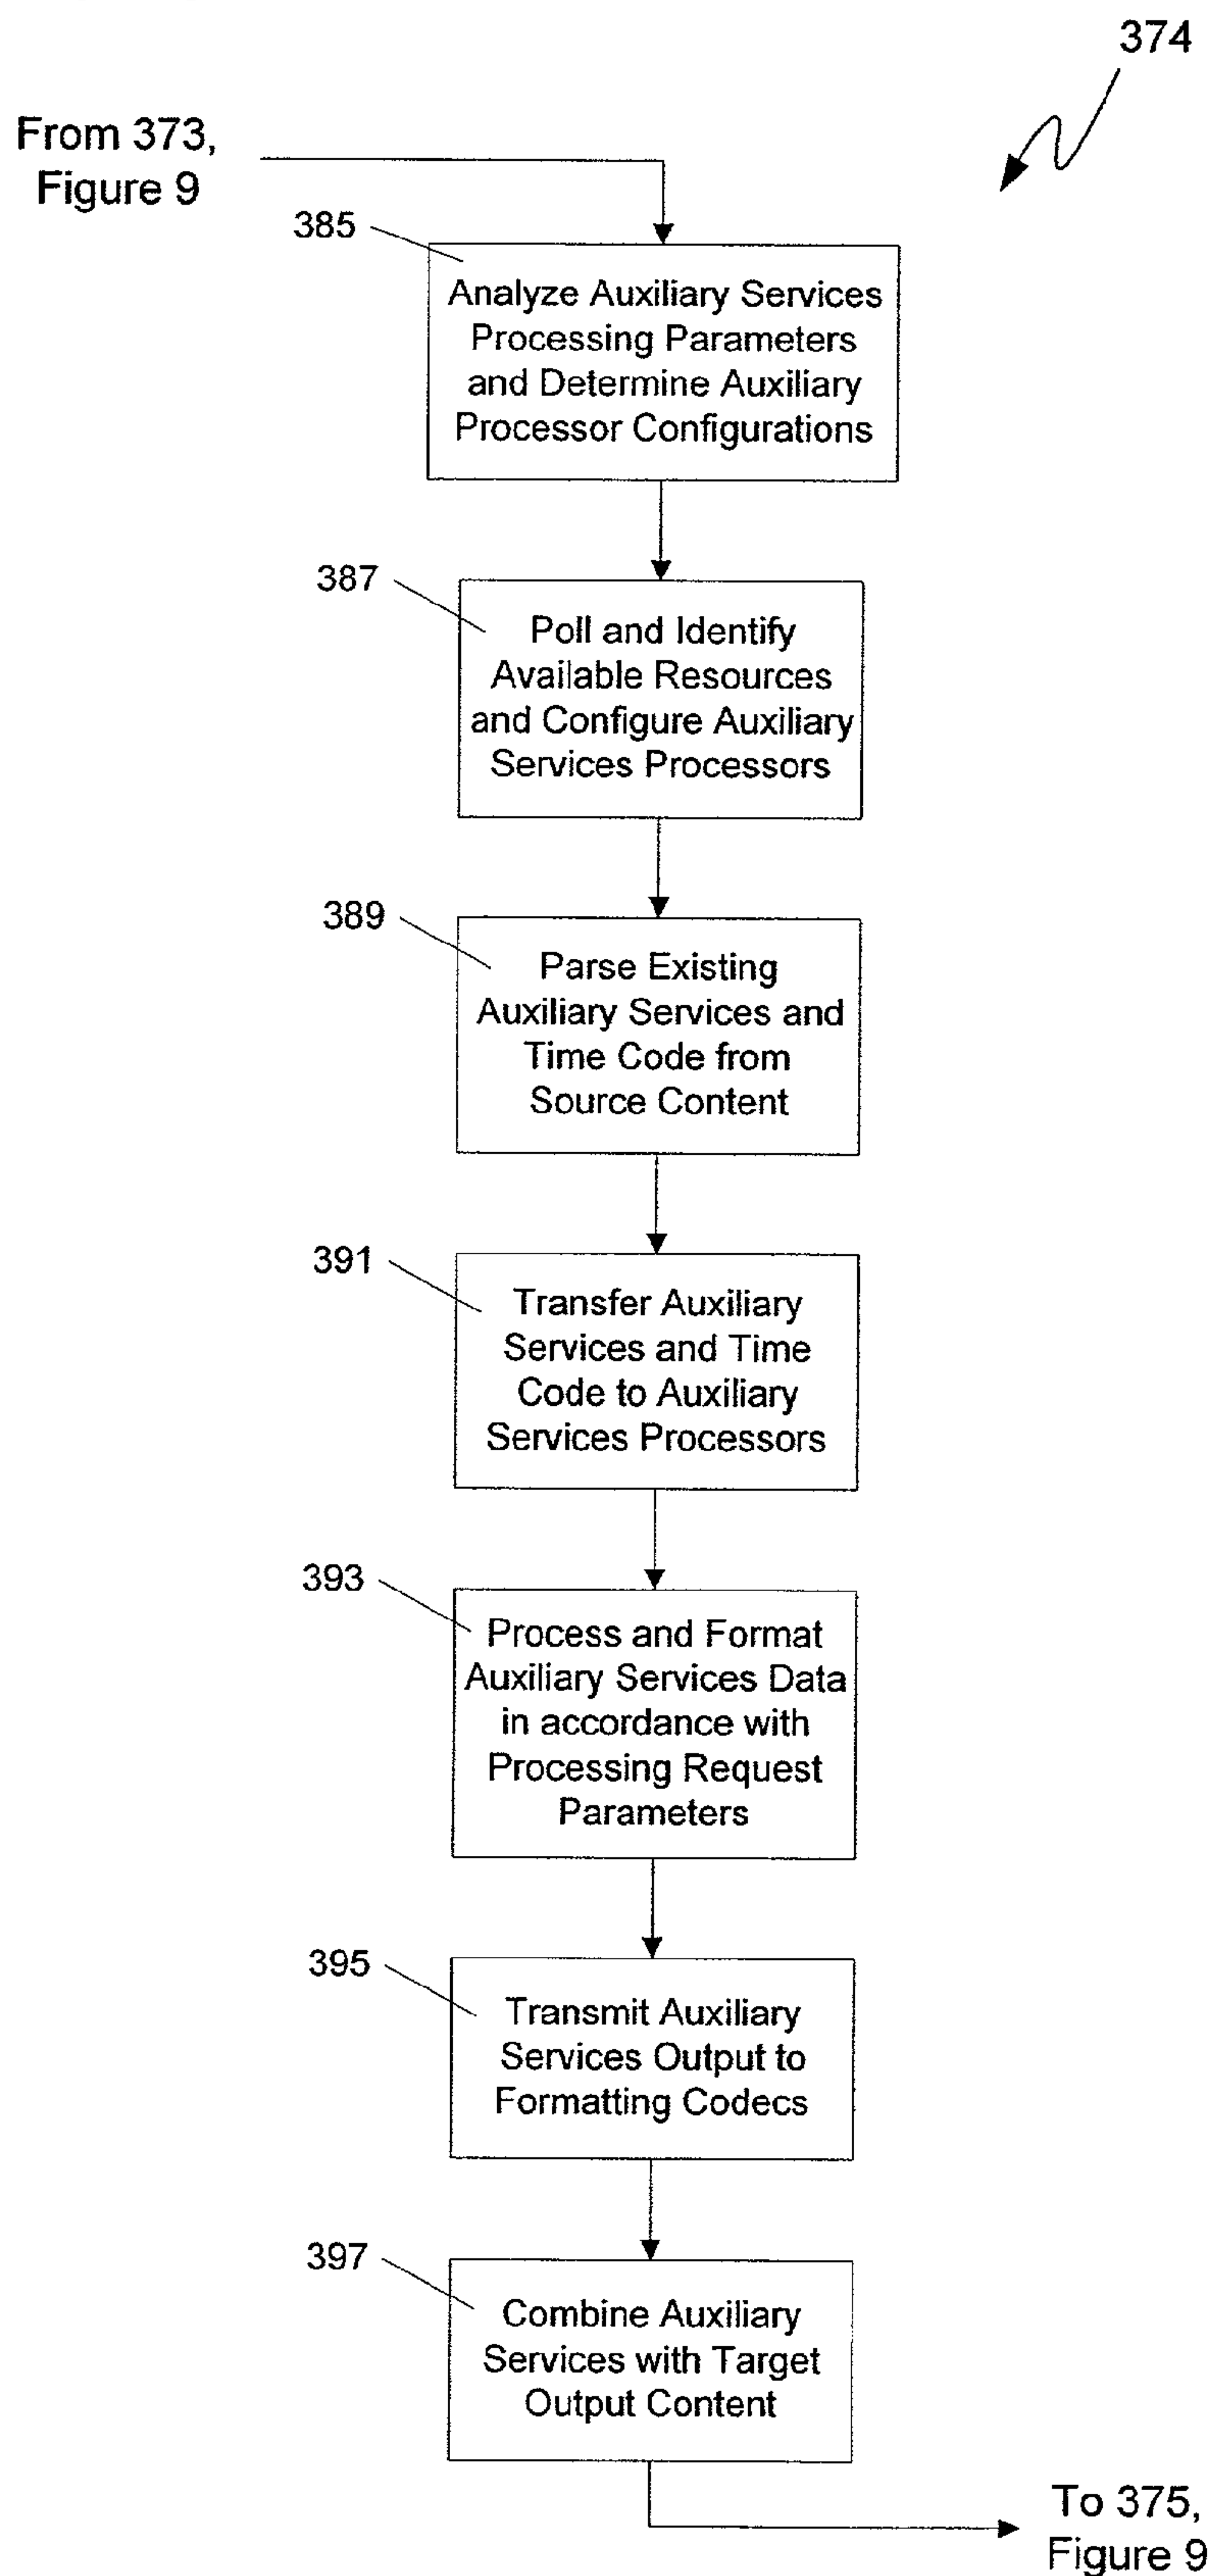 374
From 373,
Figure 9
385
Analyze Auxiliary Services
Processing Parameters
and Determine Auxiliary
Processor Configurations
387
Poll and Identify
Available Resources
and Configure Auxiliary
Services Processors
389
Parse Existing
Auxiliary Services and
Time Code from
Source Content
391
Transfer Auxiliary
Services and Time
Code to Auxiliary
Services Processors
393
Process and Format
Auxiliary Services Data
in accordance with
Processing Request
Parameters
395
Transmit Auxiliary
Services Output to
Formatting Codecs
397
Combine Auxiliary
Services with Target
Output Content
To 375,
Figure 9